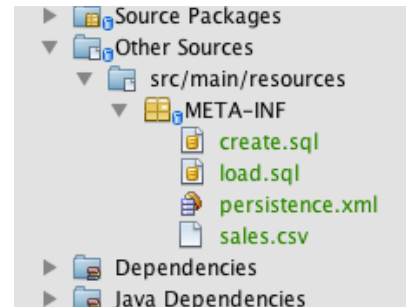 Source Packages
Other Sources
src/main/resources
META-INF
create.sql
load.sql
persistence.xml
sales.csv
Dependencies
Java Dependencies